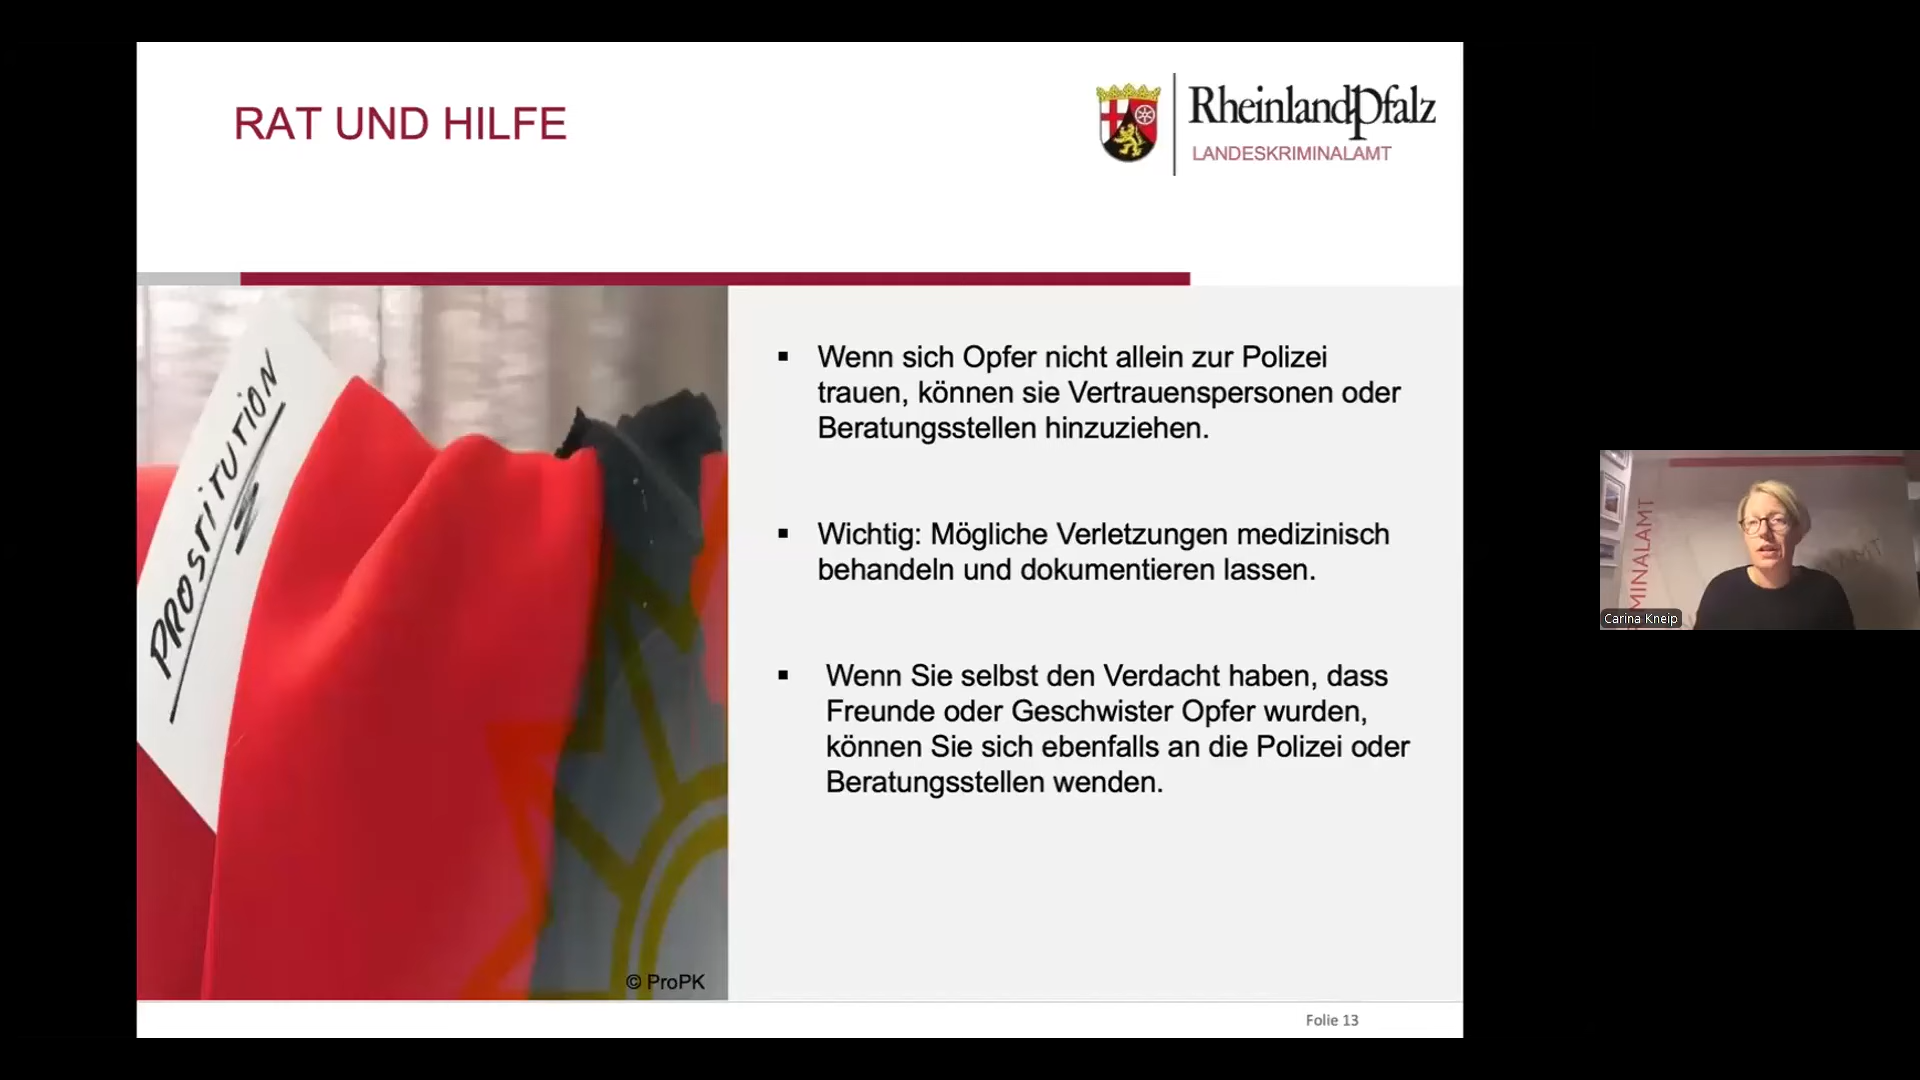 RAT UND HILFE
RheinlandPfalz
LANDESKRIMINALAMT
PROSTITUTION
▪ Wenn sich Opfer nicht allein zur Polizei
trauen, können sie Vertrauenspersonen oder
Beratungsstellen hinzuziehen.
▪ Wichtig: Mögliche Verletzungen medizinisch
behandeln und dokumentieren lassen.
▪ Wenn Sie selbst den Verdacht haben, dass
Freunde oder Geschwister Opfer wurden,
können Sie sich ebenfalls an die Polizei oder
Beratungsstellen wenden.
© ProPK
Folie 13
MINALAMT
Carina Kneip